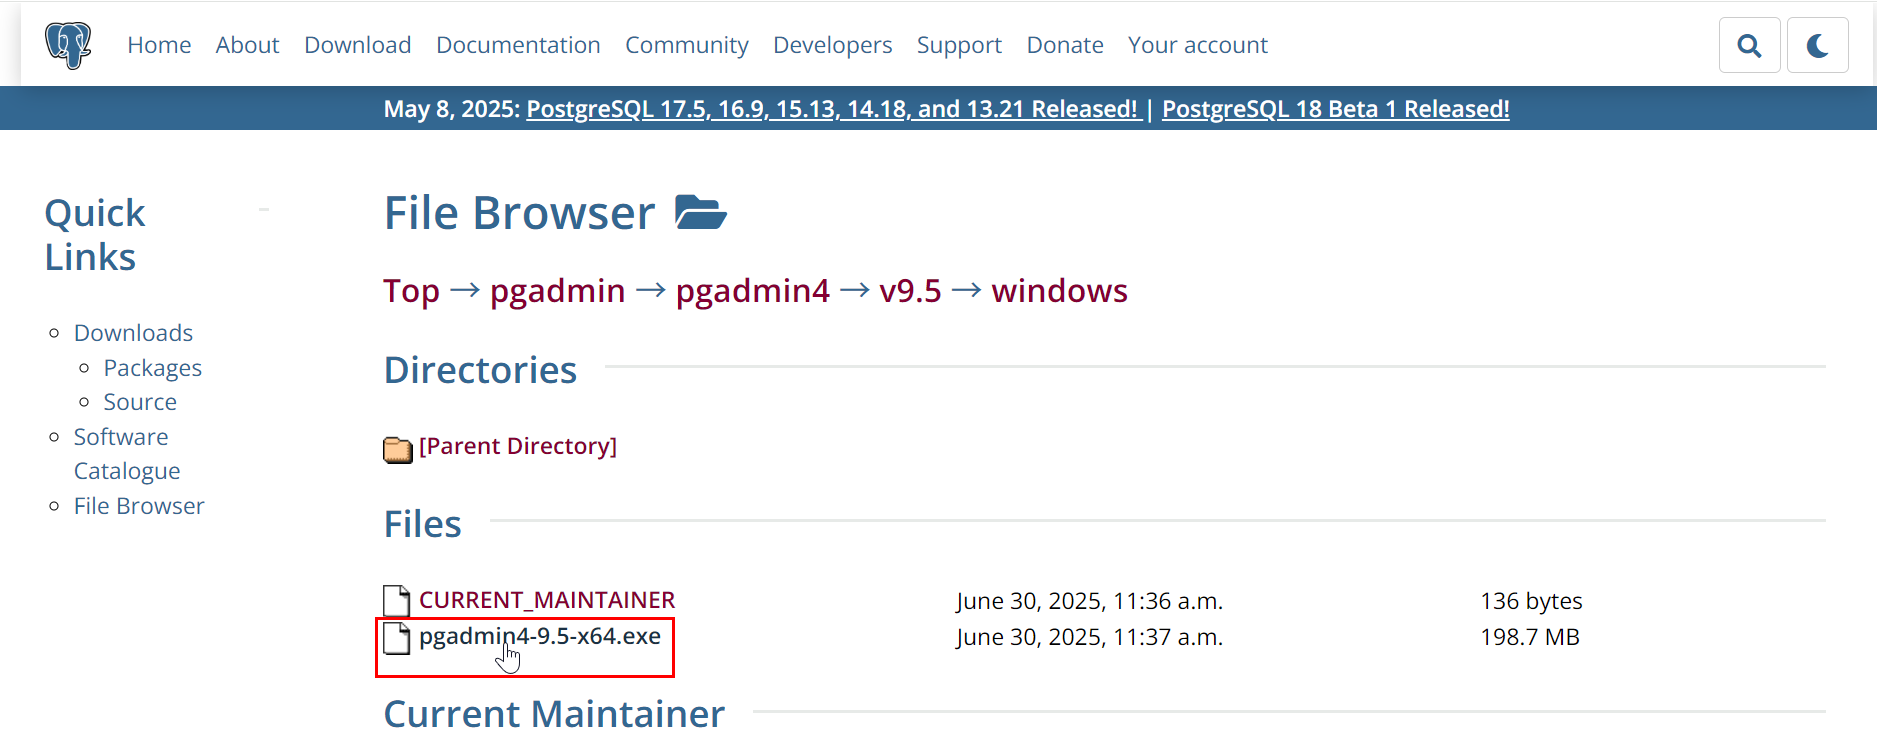 Home About Download Documentation Community Developers Support Donate Your account
May 8, 2025: PostgreSQL 17.5, 16.9, 15.13, 14.18, and 13.21 Released! | PostgreSQL 18 Beta 1 Released!
Quick
Links
Downloads
Packages
Source
Software
Catalogue
File Browser
File Browser
Top → pgadmin → pgadmin4 → v9.5 → windows
Directories
[Parent Directory]
Files
CURRENT_MAINTAINER June 30, 2025, 11:36 a.m. 136 bytes
pgadmin4-9.5-x64.exe June 30, 2025, 11:37 a.m. 198.7 MB
Current Maintainer